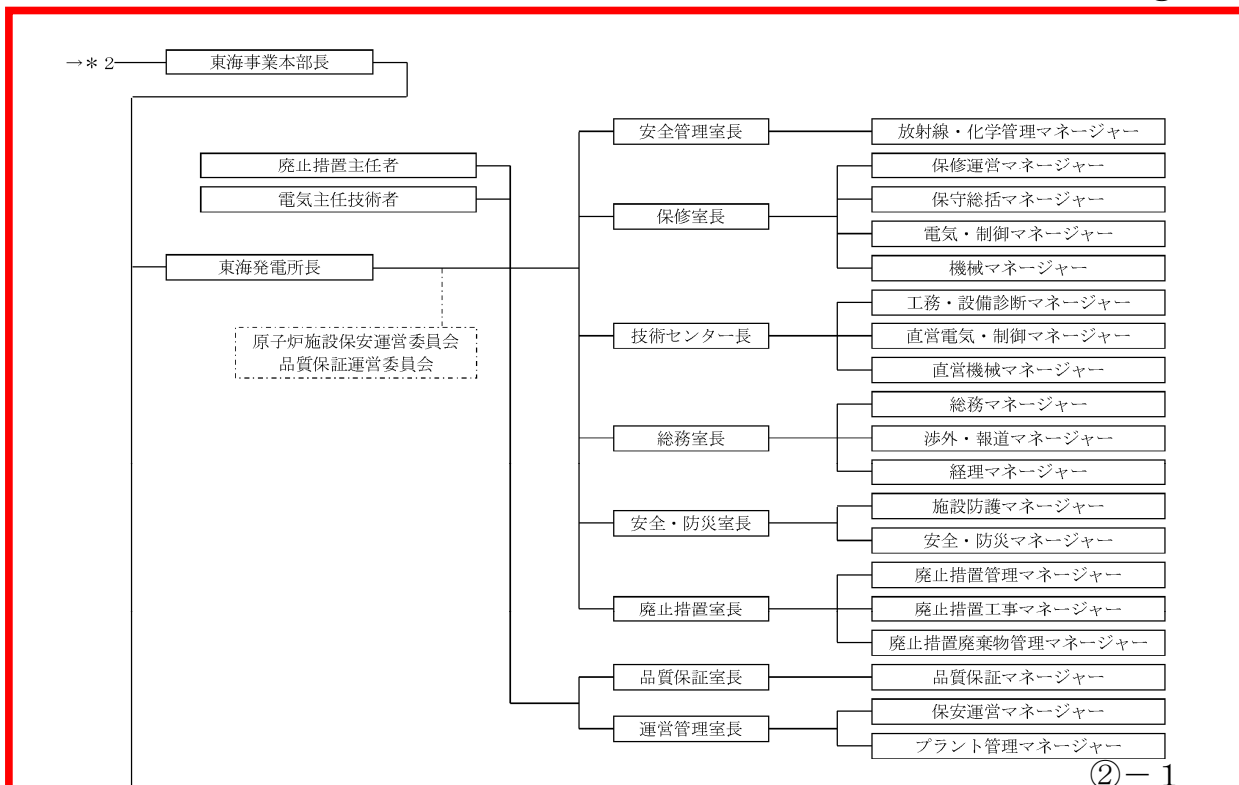 →＊2
東海事業本部長
安全管理室長
放射線・化学管理マネージャー
廃止措置主任者
保修運営マネージャー
電気主任技術者
保守総括マネージャー
保修室長
電気・制御マネージャー
東海発電所長
機械マネージャー
工務・設備診断マネージャー
原子炉施設保安運営委員会
品質保証運営委員会
技術センター長
直営電気・制御マネージャー
直営機械マネージャー
総務マネージャー
総務室長
渉外・報道マネージャー
経理マネージャー
施設防護マネージャー
安全・防災室長
安全・防災マネージャー
廃止措置管理マネージャー
廃止措置室長
廃止措置工事マネージャー
廃止措置廃棄物管理マネージャー
品質保証室長
品質保証マネージャー
保安運営マネージャー
運営管理室長
プラント管理マネージャー
②－1